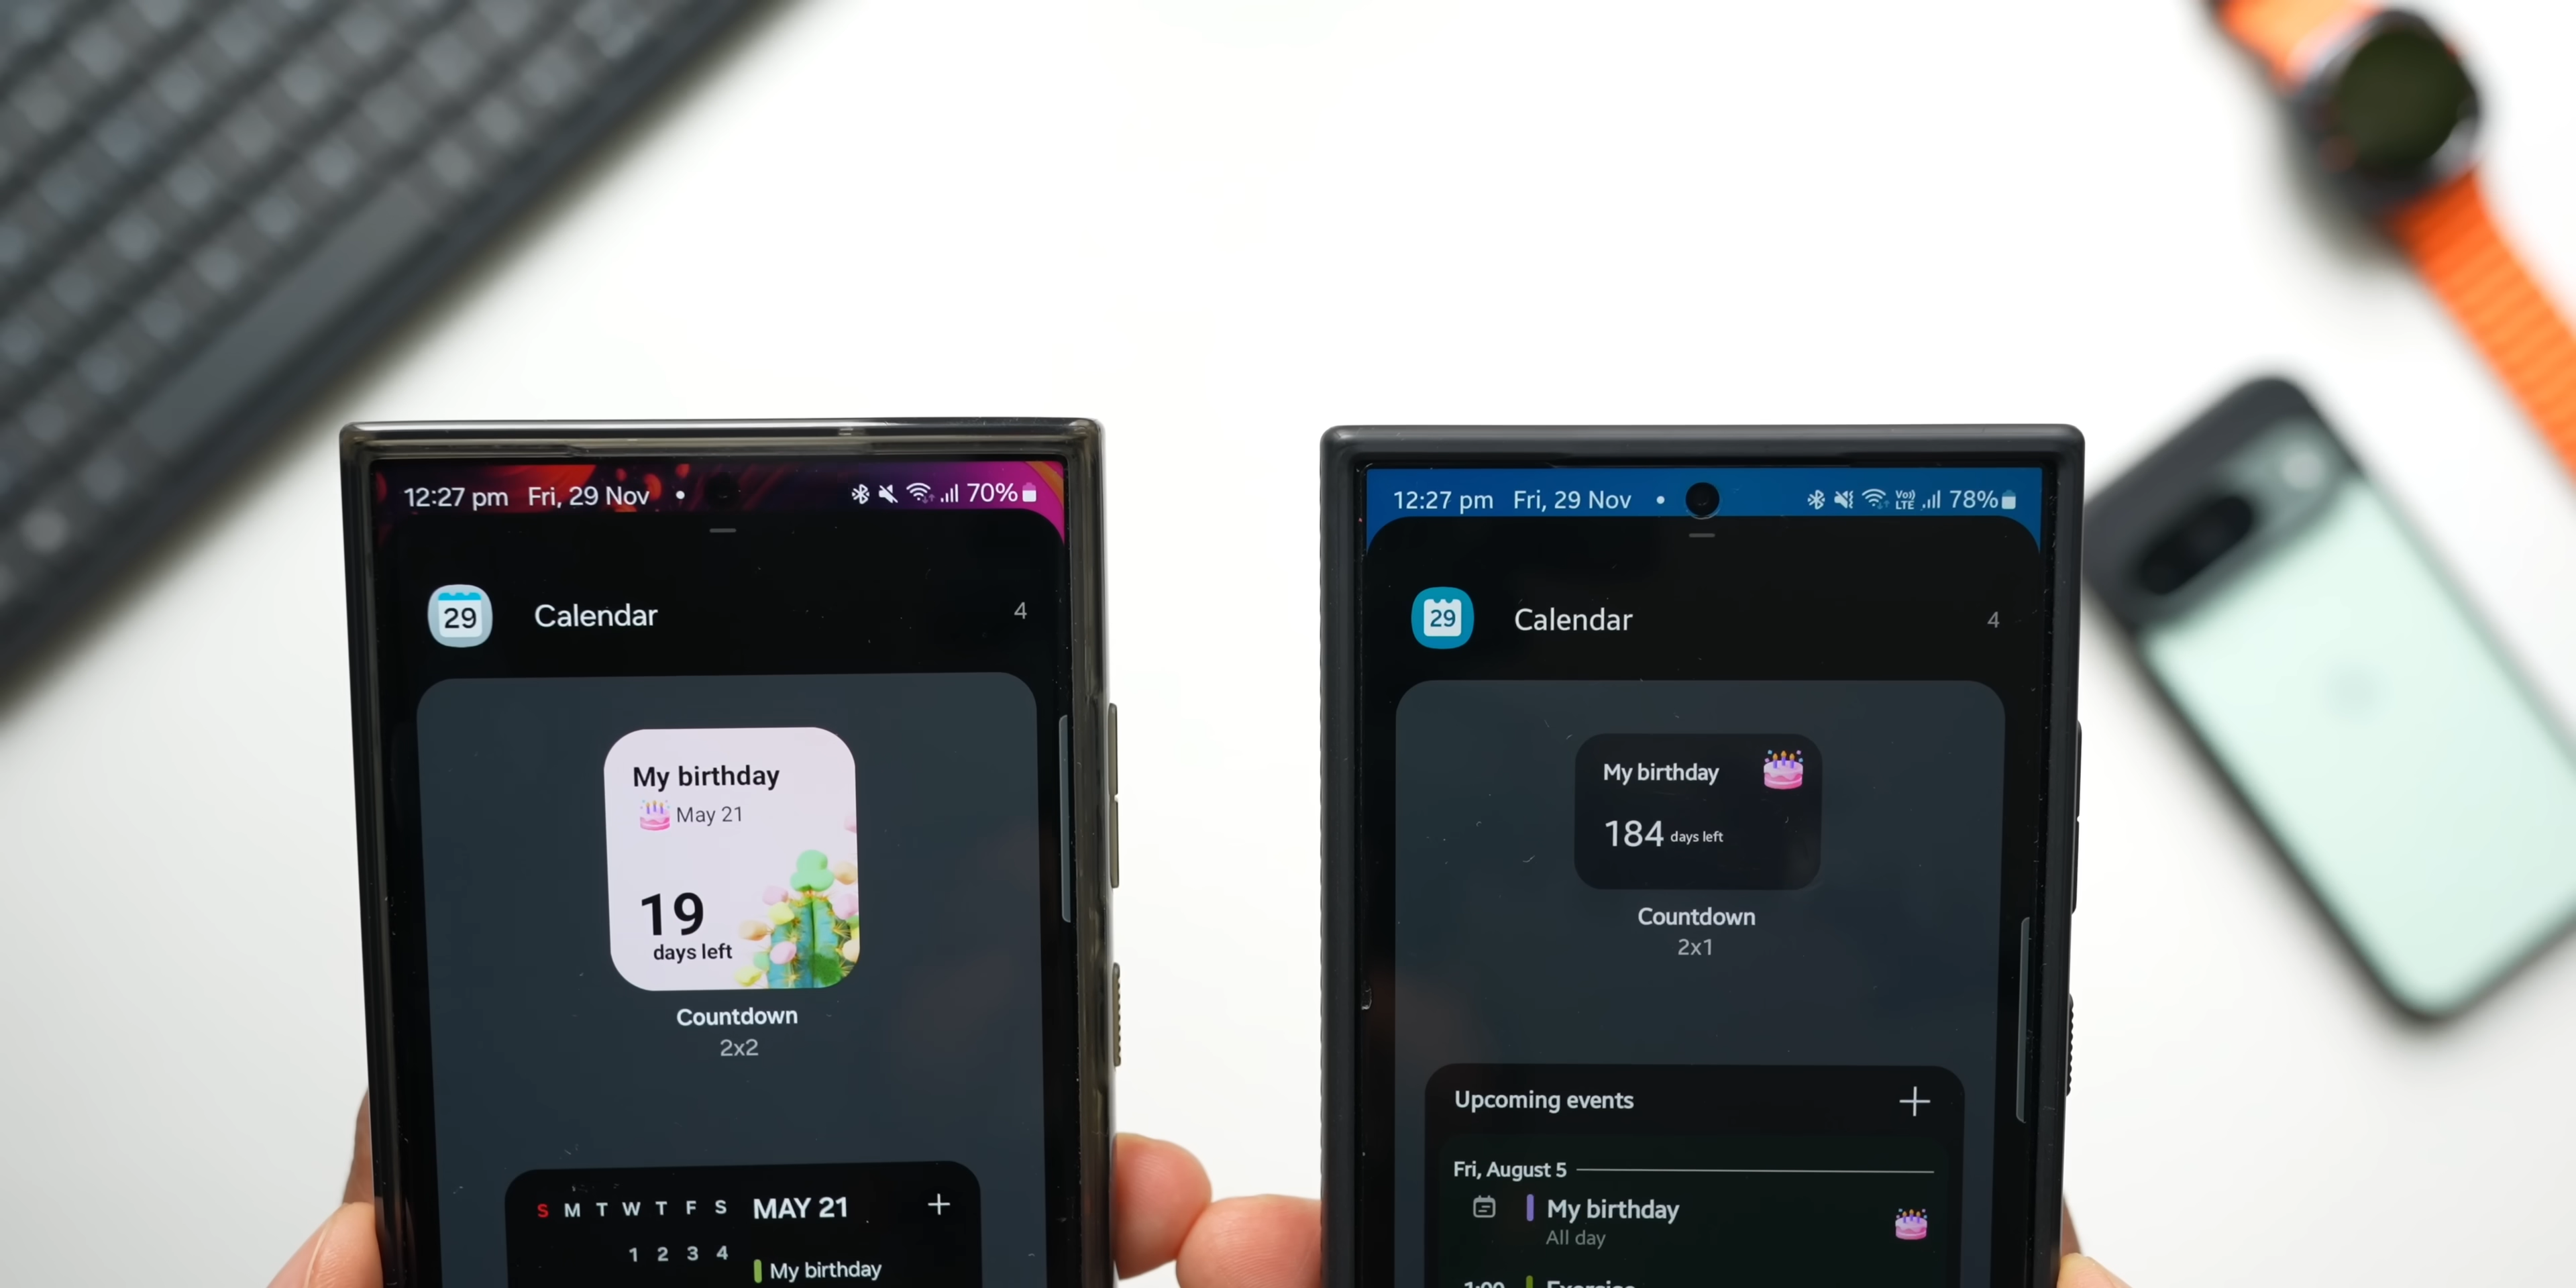 12:27 pm Fri, 29 Nov
70%
29 Calendar 4
My birthday
May 21
19
days left
Countdown
2x2
S M T W T F S MAY 21 +
1 2 3 4
My birthday
12:27 pm Fri, 29 Nov
Vo)) LTE 78%
29 Calendar 4
My birthday
184 days left
Countdown
2x1
Upcoming events +
Fri, August 5
My birthday
All day